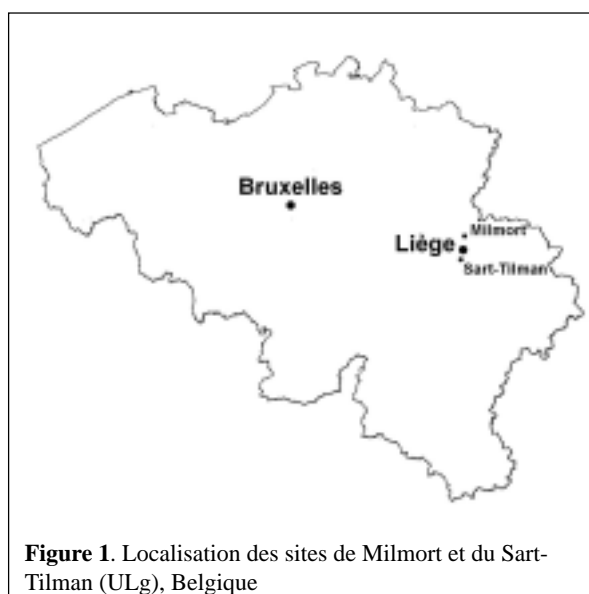 Bruxelles
Milmort
Liège
Sart-Tilman
Figure 1. Localisation des sites de Milmort et du Sart-
Tilman (ULg), Belgique